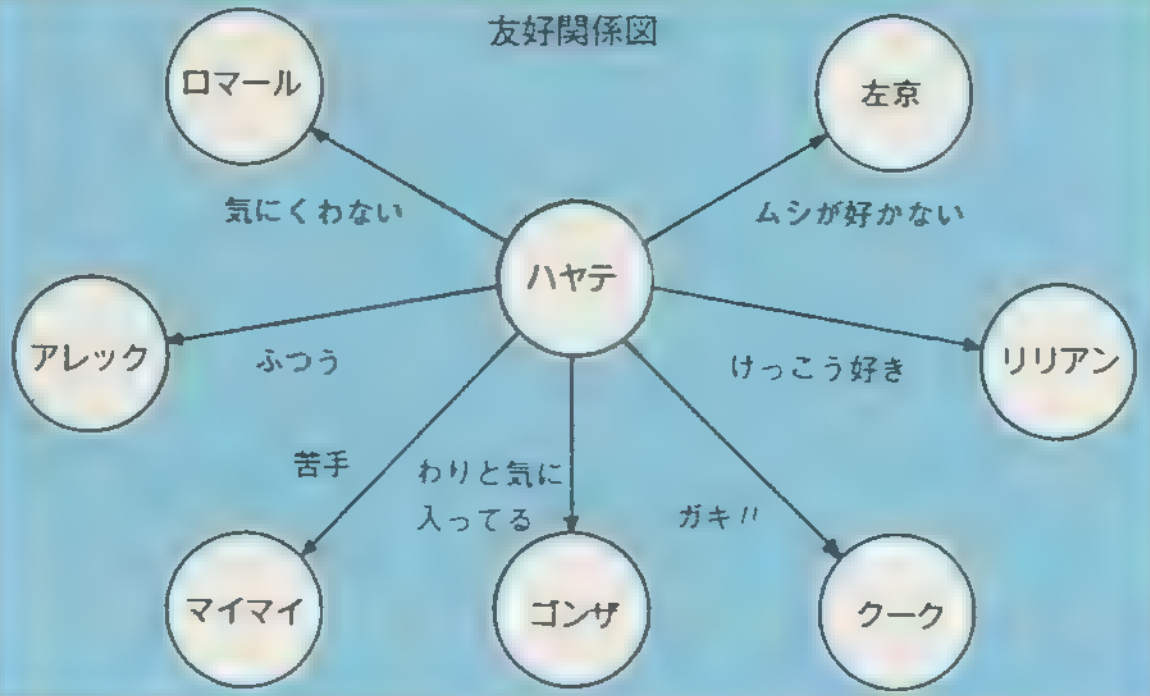 友好関係図
ロマール
左京
気にくわない
ムシが好かない
ハヤテ
アレック
ふつう
けっこう好き
リリアン
苦手
わりと気に
入ってる
ガキ!!
マイマイ
ゴンザ
クーク